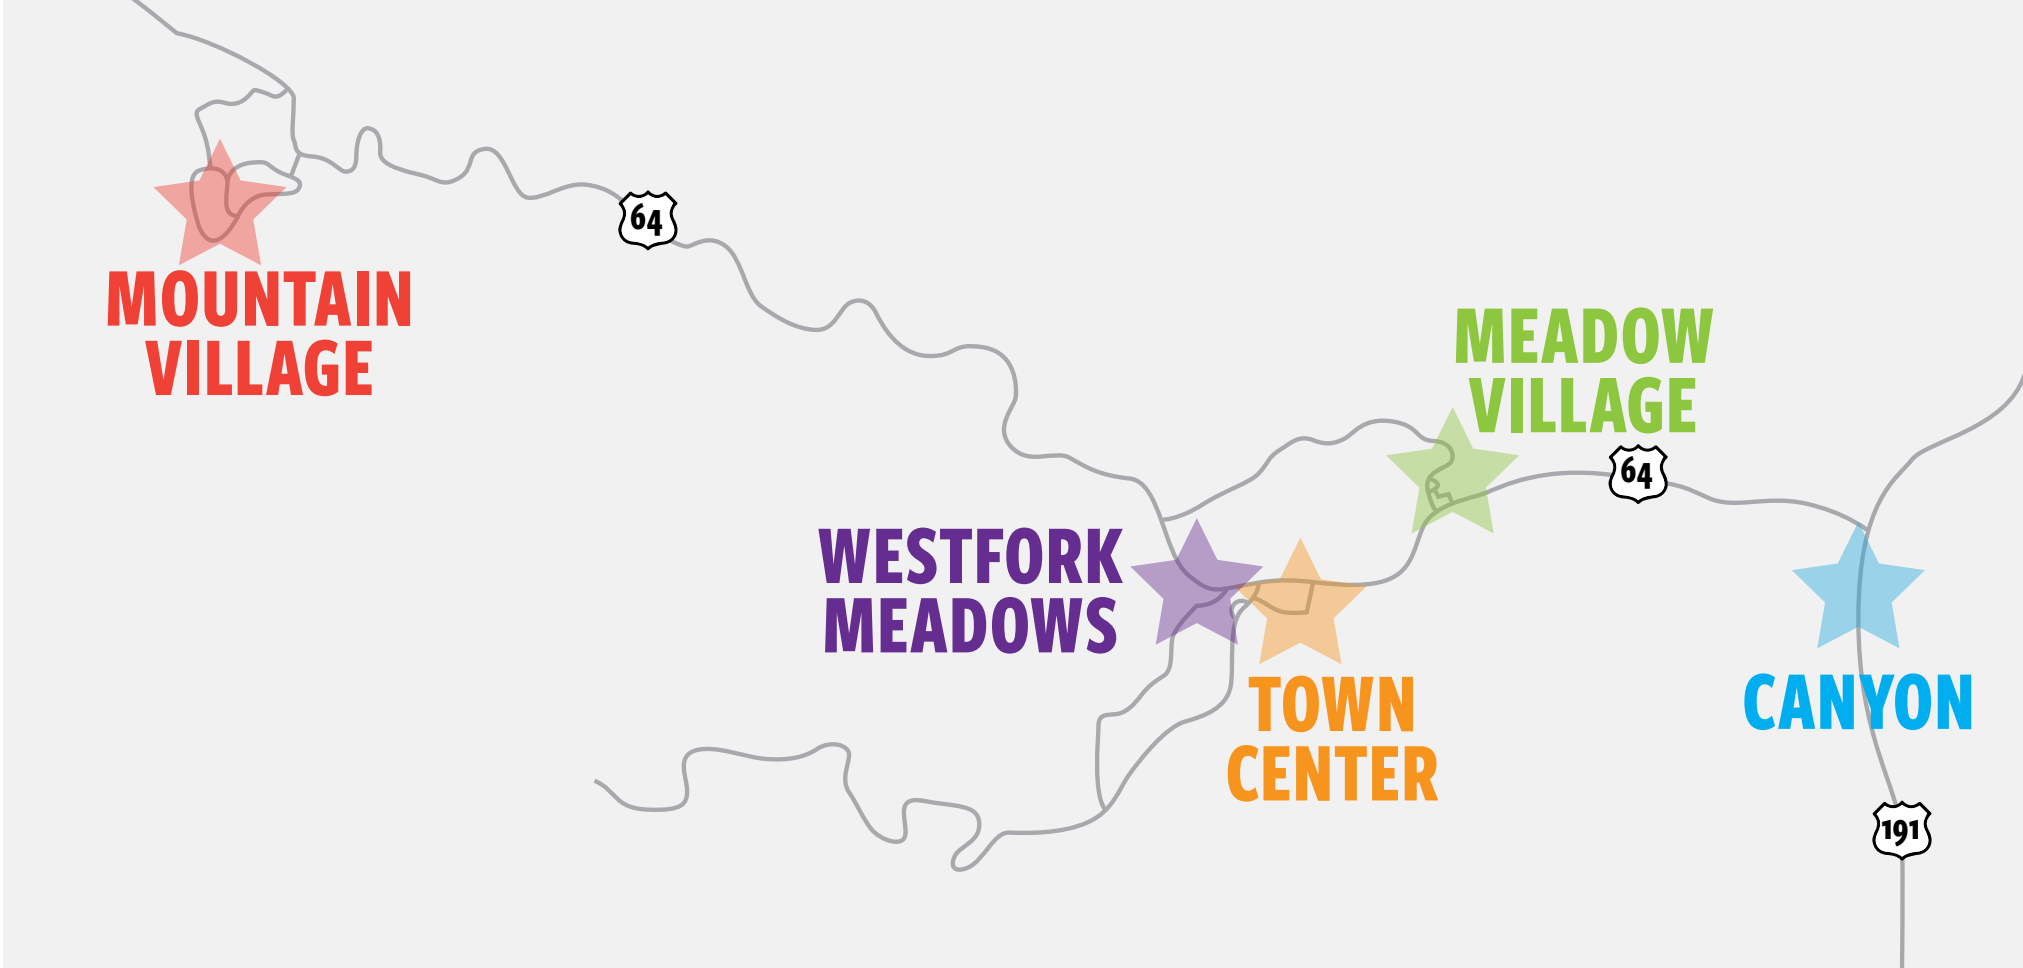 64
MOUNTAIN
VILLAGE
MEADOW
VILLAGE
64
WESTFORK
MEADOWS
TOWN
CENTER
CANYON
191